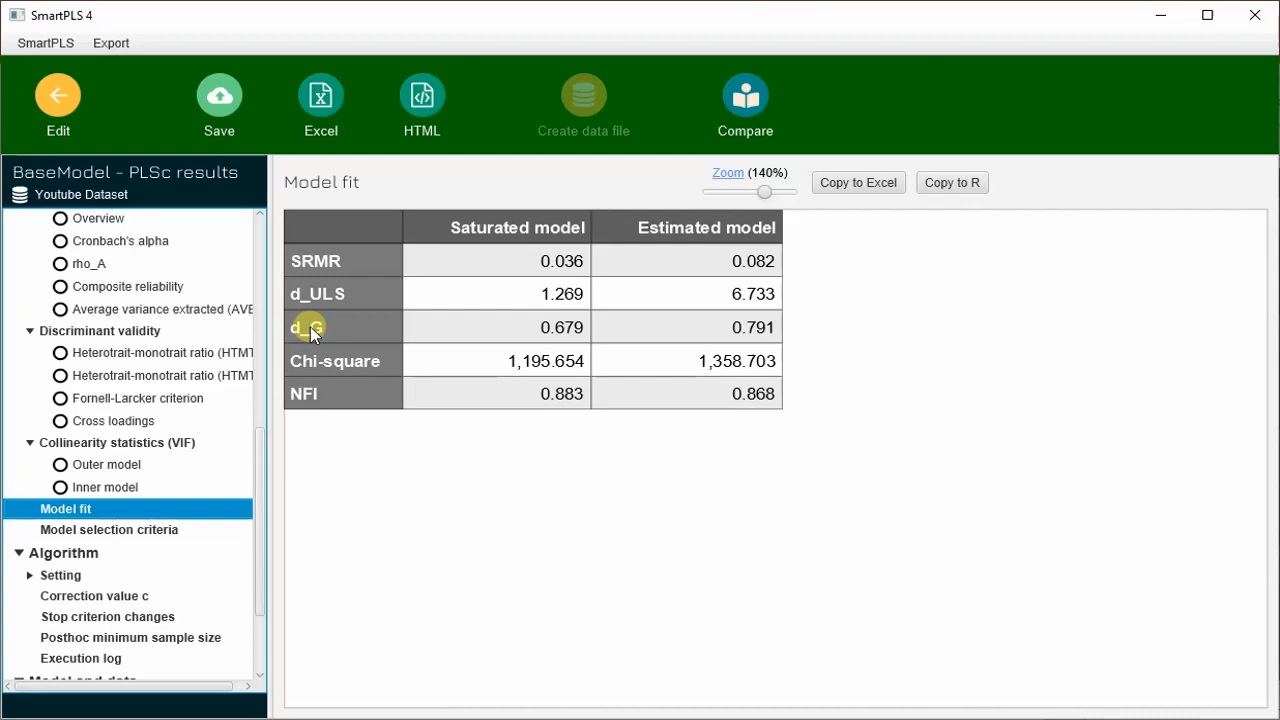 SmartPLS 4
SmartPLS Export
Edit Save Excel HTML Create data file Compare
BaseModel - PLSc results
Youtube Dataset
Overview
Cronbach's alpha
rho_A
Composite reliability
Average variance extracted (AVE
Discriminant validity
Heterotrait-monotrait ratio (HTMT
Heterotrait-monotrait ratio (HTMT
Fornell-Larcker criterion
Cross loadings
Collinearity statistics (VIF)
Outer model
Inner model
Model fit
Model selection criteria
Algorithm
Setting
Correction value c
Stop criterion changes
Posthoc minimum sample size
Execution log
Model and data
Model fit
Zoom (140%)
Copy to Excel Copy to R
Saturated model Estimated model
SRMR 0.036 0.082
d_ULS 1.269 6.733
d_G 0.679 0.791
Chi-square 1,195.654 1,358.703
NFI 0.883 0.868